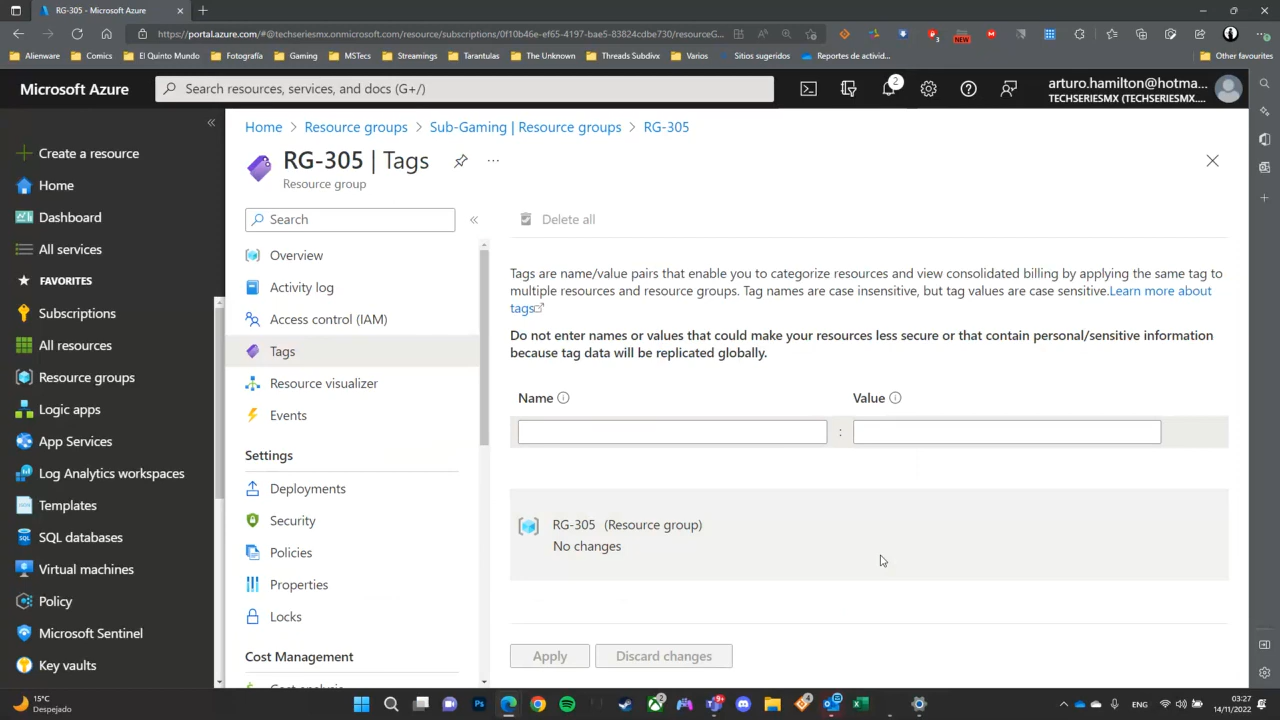 RG-305 - Microsoft Azure
https://portal.azure.com/#@techseriesmx.onmicrosoft.com/resource/subscriptions/0f10b46e-ef65-4197-bae5-83824cdbe730/resourceG...
Alienware
Comics
El Quinto Mundo
Fotografía
Gaming
MSTecs
Streamings
Tarantulas
The Unknown
Threads Subdivx
Varios
Sitios sugeridos
Reportes de activid...
Other favourites
Microsoft Azure
Search resources, services, and docs (G+/)
2
arturo.hamilton@hotma...
TECHSERIESMX (TECHSERIESMX....
Create a resource
Home
Dashboard
All services
FAVORITES
Subscriptions
All resources
Resource groups
Logic apps
App Services
Log Analytics workspaces
Templates
SQL databases
Virtual machines
Policy
Microsoft Sentinel
Key vaults
Home > Resource groups > Sub-Gaming | Resource groups > RG-305
RG-305 | Tags
Resource group
Search
Overview
Activity log
Access control (IAM)
Tags
Resource visualizer
Events
Settings
Deployments
Security
Policies
Properties
Locks
Cost Management
Delete all
Tags are name/value pairs that enable you to categorize resources and view consolidated billing by applying the same tag to
multiple resources and resource groups. Tag names are case insensitive, but tag values are case sensitive.Learn more about
tags
Do not enter names or values that could make your resources less secure or that contain personal/sensitive information
because tag data will be replicated globally.
Name
Value
:
RG-305 (Resource group)
No changes
Apply
Discard changes
15°C
Despejado
ENG
03:27
14/11/2022